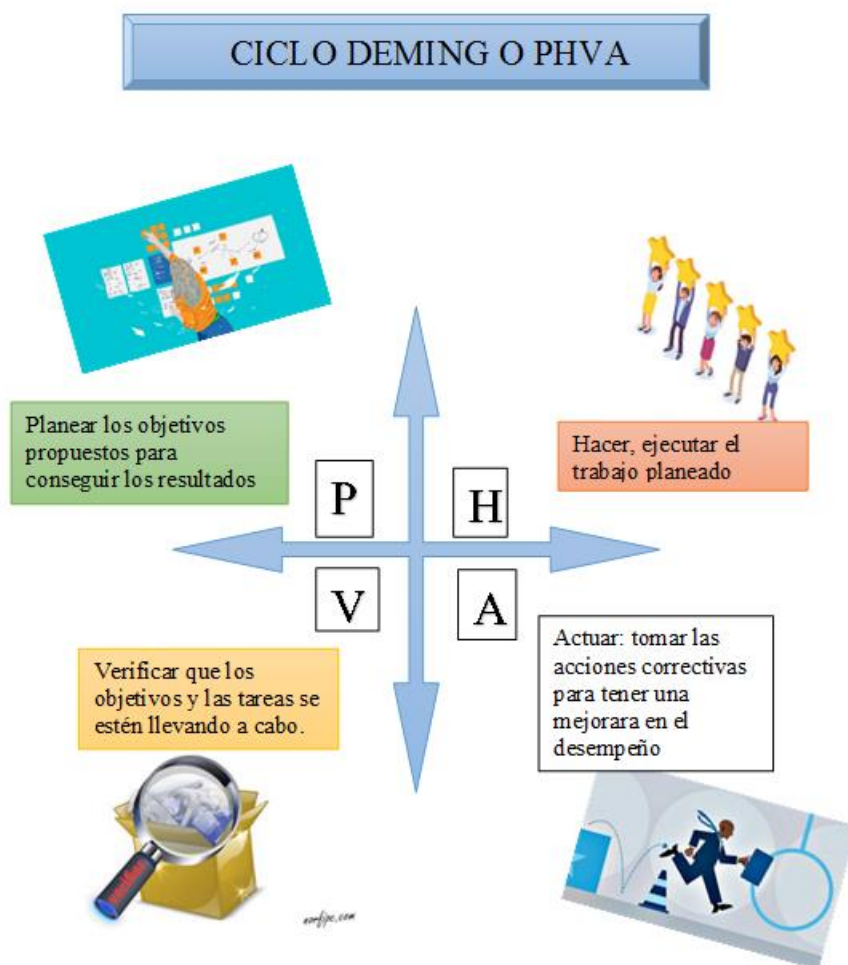 CICLO DEMING O PHVA
Planear los objetivos
propuestos para
conseguir los resultados
Hacer, ejecutar el
trabajo planeado
P
H
V
A
Verificar que los
objetivos y las tareas se
estén llevando a cabo.
Actuar: tomar las
acciones correctivas
para tener una
mejorara en el
desempeño